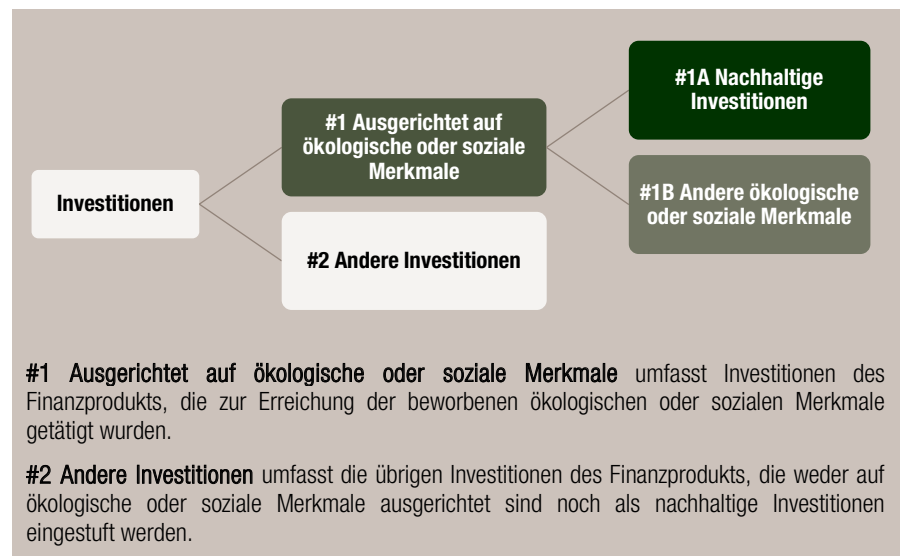 #1A Nachhaltige
Investitionen
#1 Ausgerichtet auf
ökologische oder soziale
Merkmale
#1B Andere ökologische
oder soziale Merkmale
Investitionen
#2 Andere Investitionen
#1 Ausgerichtet auf ökologische oder soziale Merkmale umfasst Investitionen des
Finanzprodukts, die zur Erreichung der beworbenen ökologischen oder sozialen Merkmale
getätigt wurden.
#2 Andere Investitionen umfasst die übrigen Investitionen des Finanzprodukts, die weder auf
ökologische oder soziale Merkmale ausgerichtet sind noch als nachhaltige Investitionen
eingestuft werden.